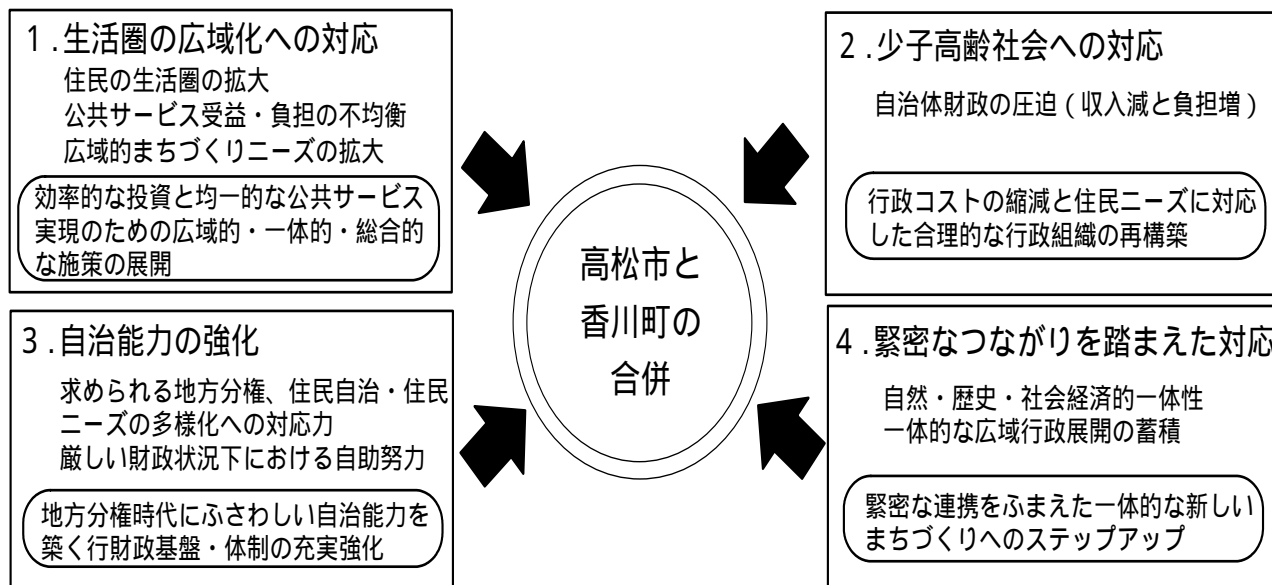 1.生活圏の広域化への対応
住民の生活圏の拡大
公共サービス受益・負担の不均衡
広域的まちづくりニーズの拡大
効率的な投資と均一的な公共サービス
実現のための広域的・一体的・総合的
な施策の展開
2.少子高齢社会への対応
自治体財政の圧迫(収入減と負担増)
行政コストの縮減と住民ニーズに対応
した合理的な行政組織の再構築
高松市と
香川町の
合併
3.自治能力の強化
求められる地方分権、住民自治・住民
ニーズの多様化への対応力
厳しい財政状況下における自助努力
地方分権時代にふさわしい自治能力を
築く行財政基盤・体制の充実強化
4.緊密なつながりを踏まえた対応
自然・歴史・社会経済的一体性
一体的な広域行政展開の蓄積
緊密な連携をふまえた一体的な新しい
まちづくりへのステップアップ